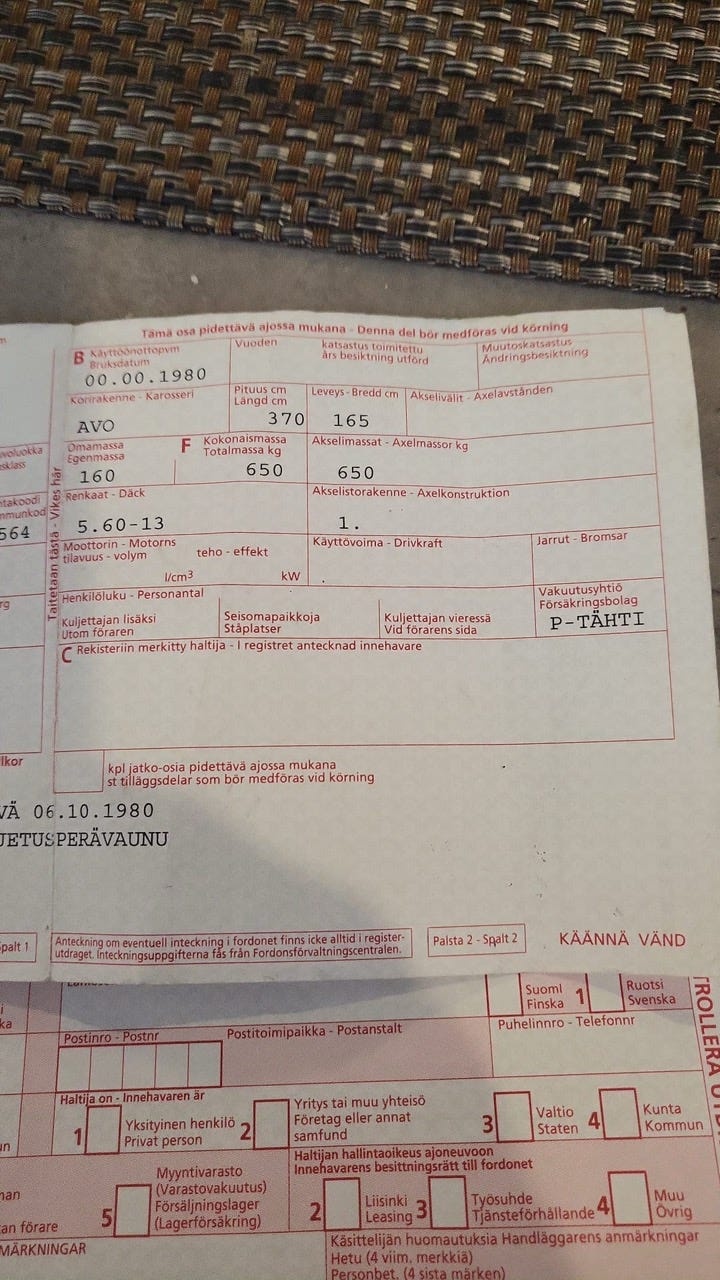 Tämä osa pidettävä ajossa mukana - Denna del bör medföras vid körning
B Käyttöönottopvm
Bruksdatum
00.00.1980
Vuoden
katsastus toimitettu
års besiktning utförd
Muutoskatsastus
Ändringsbesiktning
Korirakenne - Karosseri
AVO
Pituus cm
Längd cm
370
Leveys - Bredd cm
165
Akselivälit - Axelavstånden
Omamassa
Egenmassa
160
F Kokonaismassa
Totalmassa kg
650
Akselimassat - Axelmassor kg
650
Renkaat - Däck
5.60-13
Akselistorakenne - Axelkonstruktion
1.
564
Taitetaan tästä - Vikes här
Moottorin - Motorns
tilavuus - volym
teho - effekt
l/cm³
kW
Käyttövoima - Drivkraft
Jarrut - Bromsar
Henkilöluku - Personantal
Kuljettajan lisäksi
Utom föraren
Seisomapaikkoja
Ståplatser
Kuljettajan vieressä
Vid förarens sida
Vakuutusyhtiö
Försäkringsbolag
P-TÄHTI
C Rekisteriin merkitty haltija - I registret antecknad innehavare
kpl jatko-osia pidettävä ajossa mukana
st tilläggsdelar som bör medföras vid körning
VÄ 06.10.1980
JETUSPERÄVAUNU
palt 1
Anteckning om eventuell inteckning i fordonet finns icke alltid i register-
utdraget. Inteckningsuppgifterna fås från Fordonsförvaltningscentralen.
Palsta 2 - Spalt 2
KÄÄNNÄ VÄND
Suomi
Finska
1
Ruotsi
Svenska
Postinro - Postnr
Postitoimipaikka - Postanstalt
Puhelinnro - Telefonnr
Haltija on - Innehavaren är
1
Yksityinen henkilö
Privat person
2
Yritys tai muu yhteisö
Företag eller annat
samfund
3
Valtio
Staten
4
Kunta
Kommun
5
Myyntivarasto
(Varastovakuutus)
Försäljningslager
(Lagerförsäkring)
Haltijan hallintaoikeus ajoneuvoon
Innehavarens besittningsrätt till fordonet
2
Liisinki
Leasing
3
Työsuhde
Tjänsteförhållande
4
Muu
Övrig
an förare
MÄRKNINGAR
Käsittelijän huomautuksia Handläggarens anmärkningar
Hetu (4 viim. merkkiä)
Personbet. (4 sista märken)